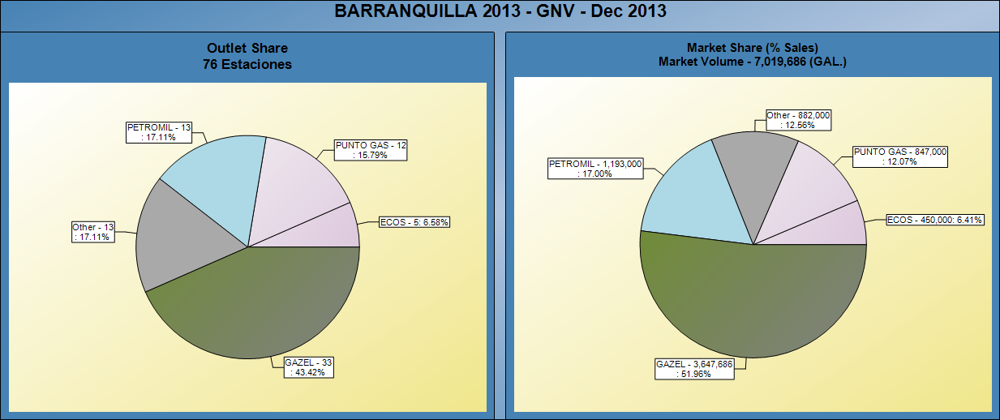 BARRANQUILLA 2013 - GNV - Dec 2013
Outlet Share
76 Estaciones
PETROMIL - 13
: 17.11%
PUNTO GAS - 12
: 15.79%
Other - 13
: 17.11%
ECOS - 5: 6.58%
GAZEL - 33
: 43.42%
Market Share (% Sales)
Market Volume - 7,019,686 (GAL.)
Other - 882,000
: 12.56%
PETROMIL - 1,193,000
: 17.00%
PUNTO GAS - 847,000
: 12.07%
ECOS - 450,000: 6.41%
GAZEL - 3,647,686
: 51.96%